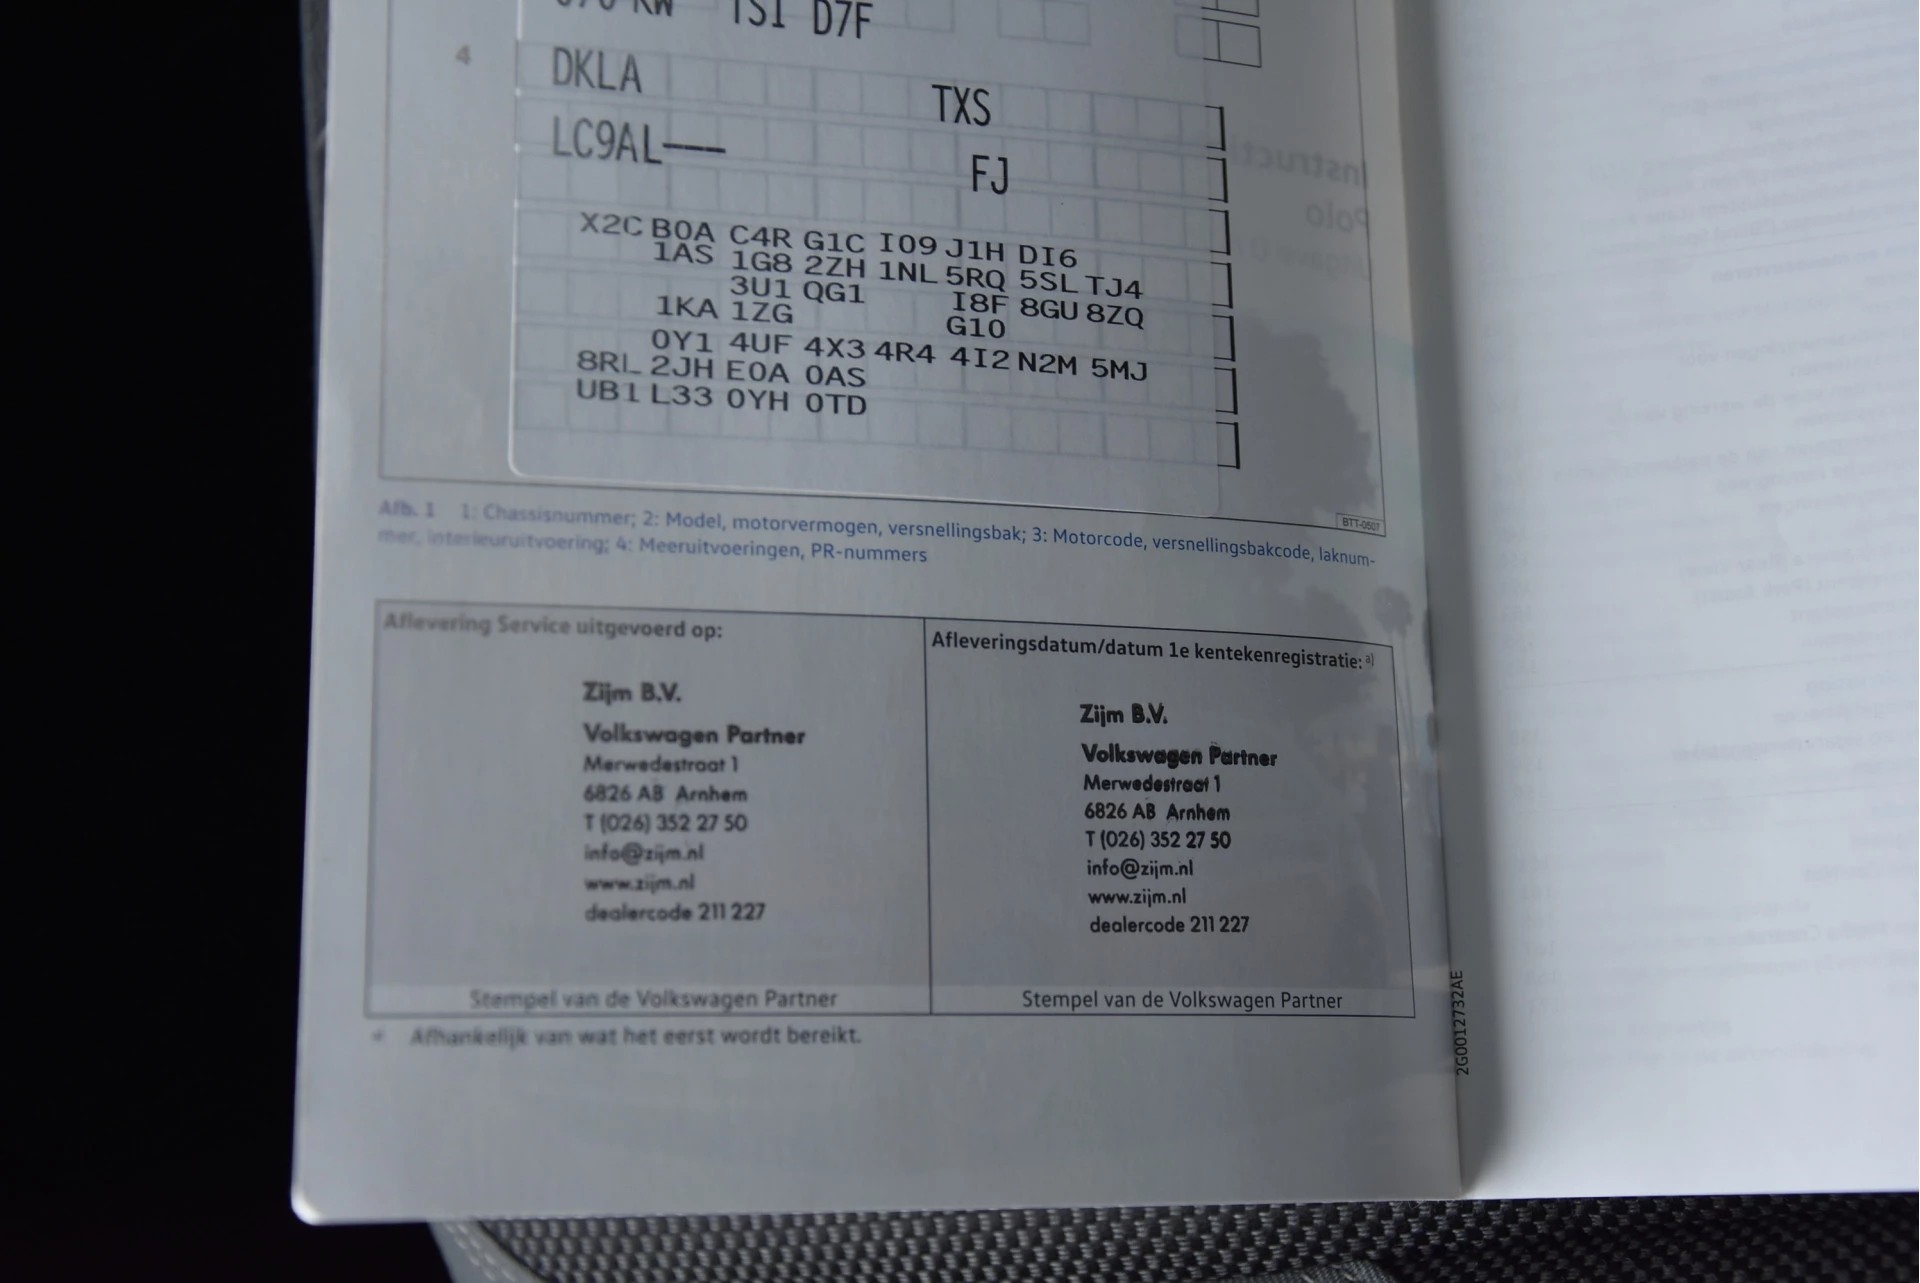 TSI D7F
4
DKLA TXS
LC9AL--- FJ
X2C B0A C4R G1C I09 J1H DI6
1AS 1G8 2ZH 1NL 5RQ 5SL TJ4
3U1 QG1 I8F 8GU 8ZQ
1KA 1ZG G10
0Y1 4UF 4X3 4R4 4I2 N2M 5MJ
8RL 2JH E0A 0AS
UB1 L33 0YH 0TD
BTT-0507
Afb. 1 1: Chassisnummer; 2: Model, motorvermogen, versnellingsbak; 3: Motorcode, versnellingsbakcode, laknum-
mer, interieuruitvoering; 4: Meeruitvoeringen, PR-nummers
Aflevering Service uitgevoerd op:
Zijm B.V.
Volkswagen Partner
Merwedestraat 1
6826 AB Arnhem
T (026) 352 27 50
info@zijm.nl
www.zijm.nl
dealercode 211 227
Stempel van de Volkswagen Partner
Afleveringsdatum/datum 1e kentekenregistratie: a)
Zijm B.V.
Volkswagen Partner
Merwedestraat 1
6826 AB Arnhem
T (026) 352 27 50
info@zijm.nl
www.zijm.nl
dealercode 211 227
Stempel van de Volkswagen Partner
Afhankelijk van wat het eerst wordt bereikt.
2G0012732AE